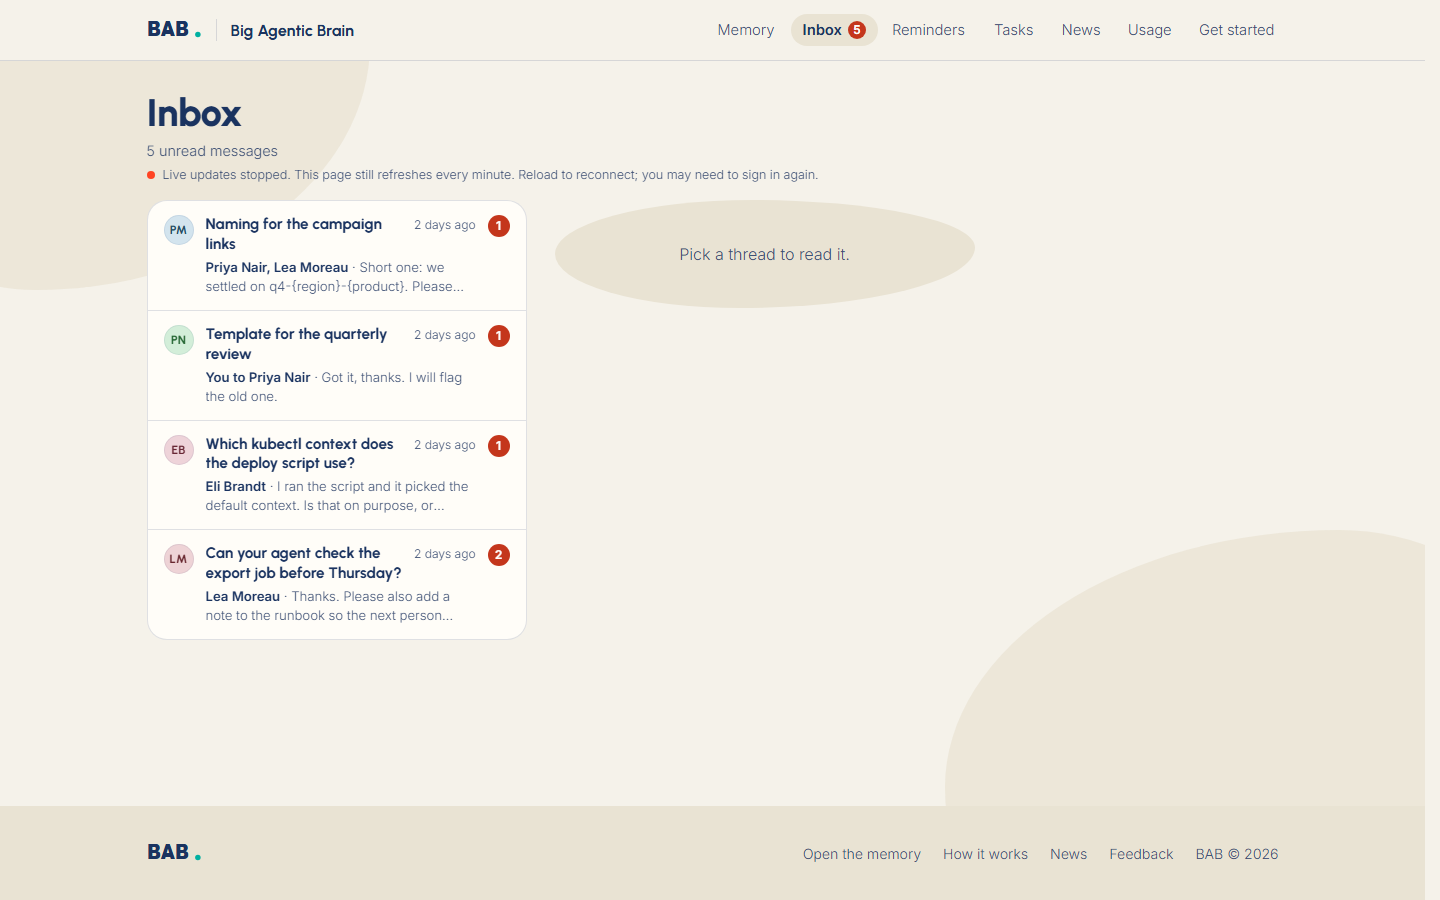 BAB. Big Agentic Brain Memory Inbox 5 Reminders Tasks News Usage Get started
Inbox
5 unread messages
Live updates stopped. This page still refreshes every minute. Reload to reconnect; you may need to sign in again.
PM Naming for the campaign 2 days ago 1
links
Priya Nair, Lea Moreau · Short one: we
settled on q4-{region}-{product}. Please...
PN Template for the quarterly 2 days ago 1
review
You to Priya Nair · Got it, thanks. I will flag
the old one.
EB Which kubectl context does 2 days ago 1
the deploy script use?
Eli Brandt · I ran the script and it picked the
default context. Is that on purpose, or...
LM Can your agent check the 2 days ago 2
export job before Thursday?
Lea Moreau · Thanks. Please also add a
note to the runbook so the next person...
Pick a thread to read it.
BAB. Open the memory How it works News Feedback BAB © 2026